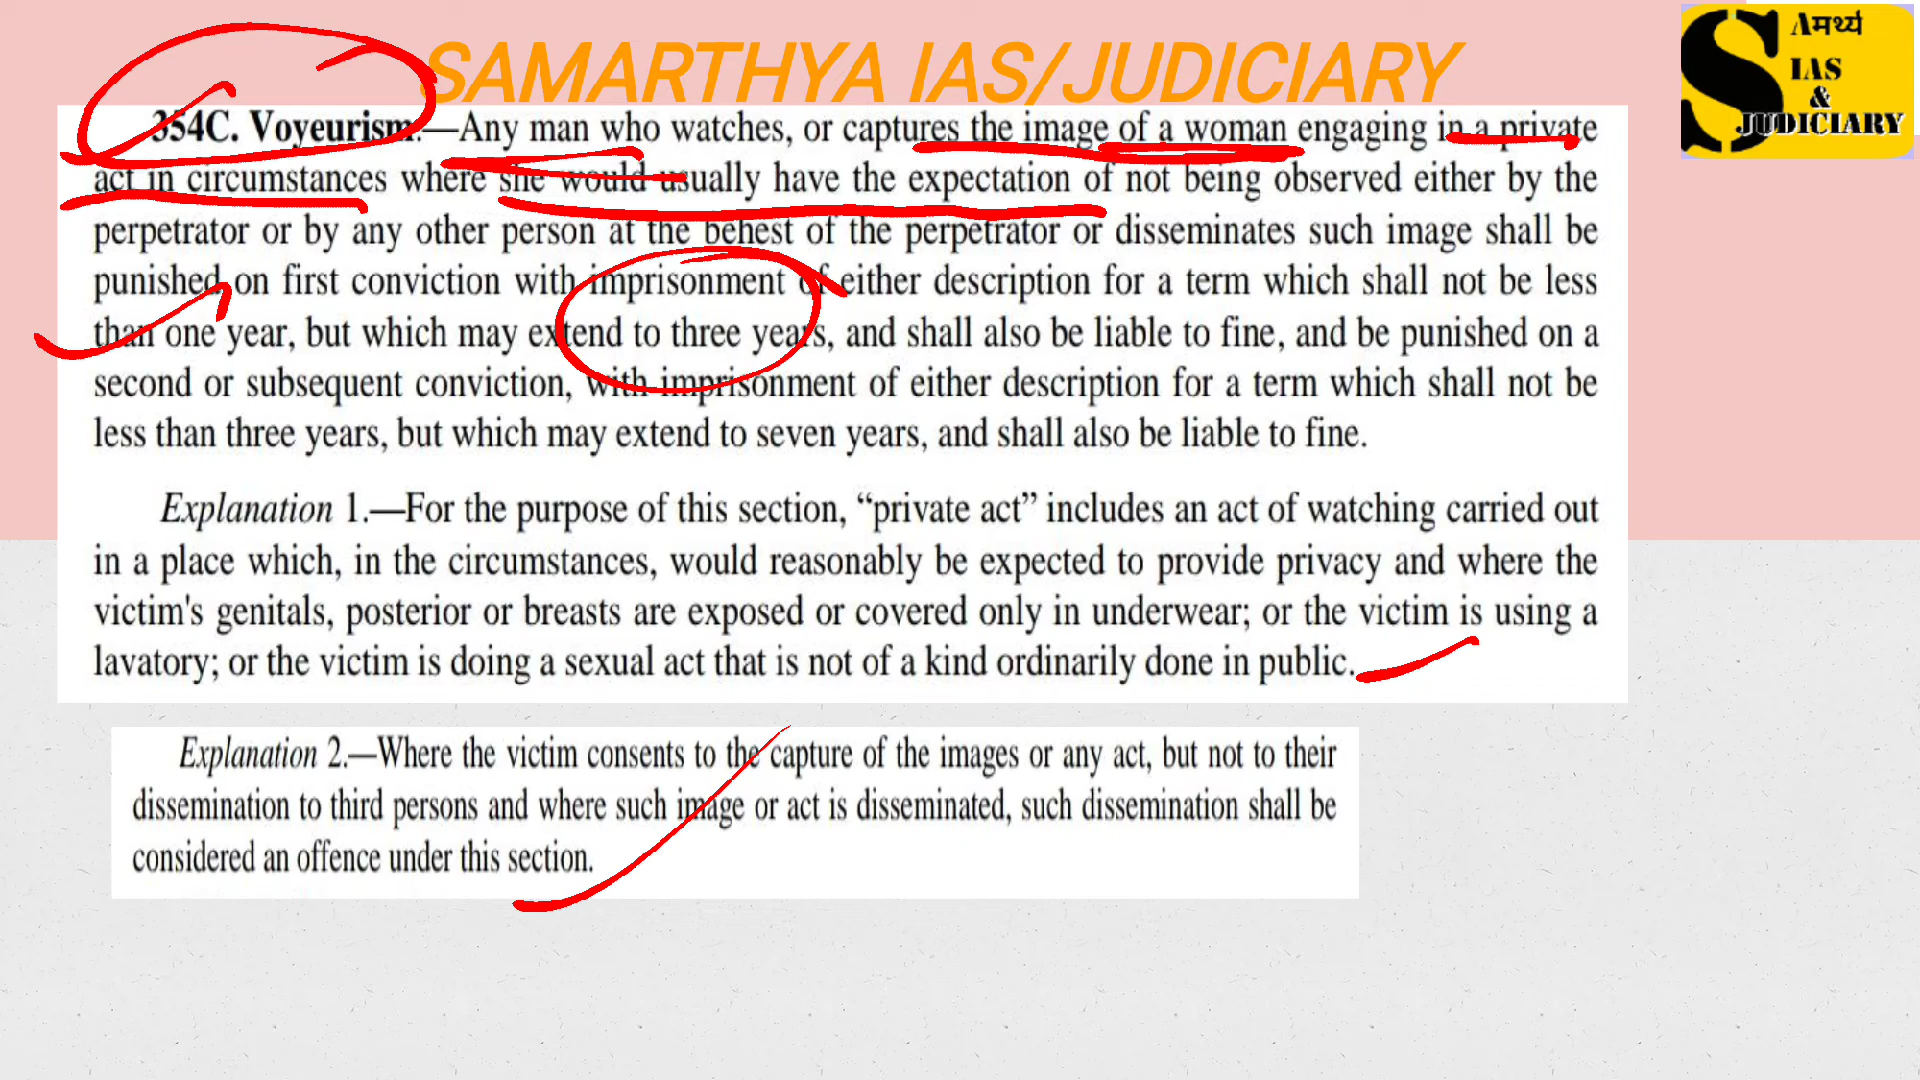 SAMARTHYA IAS/JUDICIARY
Aमर्थ्य
IAS
&
JUDICIARY
S
354C. Voyeurism.—Any man who watches, or captures the image of a woman engaging in a private
act in circumstances where she would usually have the expectation of not being observed either by the
perpetrator or by any other person at the behest of the perpetrator or disseminates such image shall be
punished on first conviction with imprisonment of either description for a term which shall not be less
than one year, but which may extend to three years, and shall also be liable to fine, and be punished on a
second or subsequent conviction, with imprisonment of either description for a term which shall not be
less than three years, but which may extend to seven years, and shall also be liable to fine.
Explanation 1.—For the purpose of this section, “private act” includes an act of watching carried out
in a place which, in the circumstances, would reasonably be expected to provide privacy and where the
victim's genitals, posterior or breasts are exposed or covered only in underwear; or the victim is using a
lavatory; or the victim is doing a sexual act that is not of a kind ordinarily done in public.
Explanation 2.—Where the victim consents to the capture of the images or any act, but not to their
dissemination to third persons and where such image or act is disseminated, such dissemination shall be
considered an offence under this section.